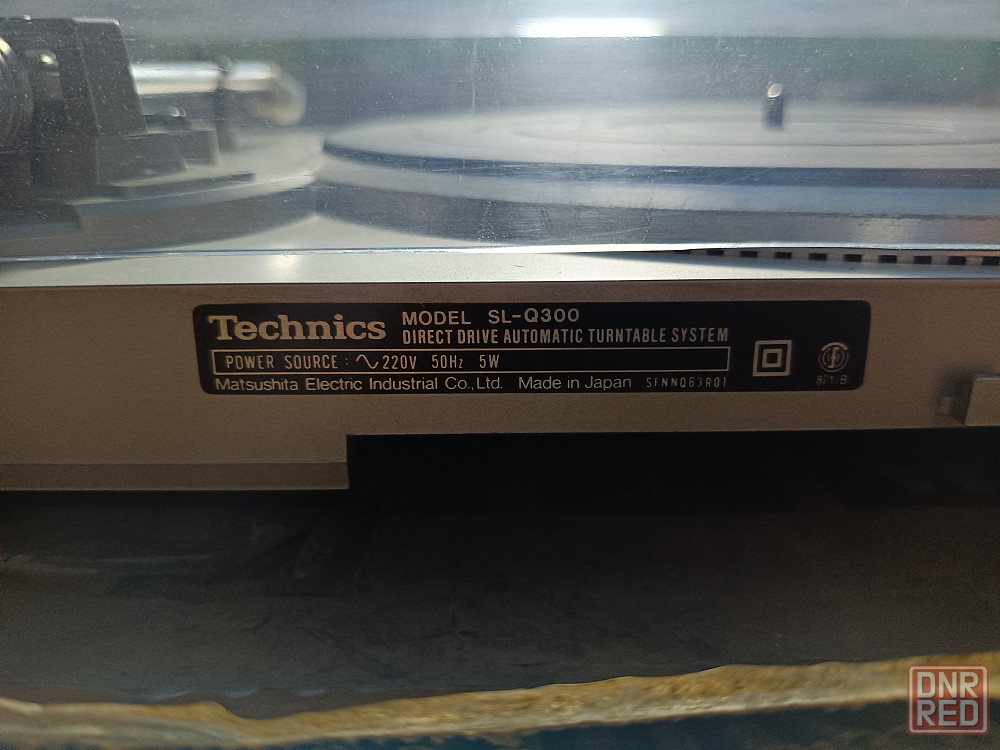 Technics MODEL SL-Q300
DIRECT DRIVE AUTOMATIC TURNTABLE SYSTEM
POWER SOURCE : ∿ 220V 50Hz 5W
Matsushita Electric Industrial Co., Ltd. Made in Japan SFNNQ63R01
871 B
DNR
RED